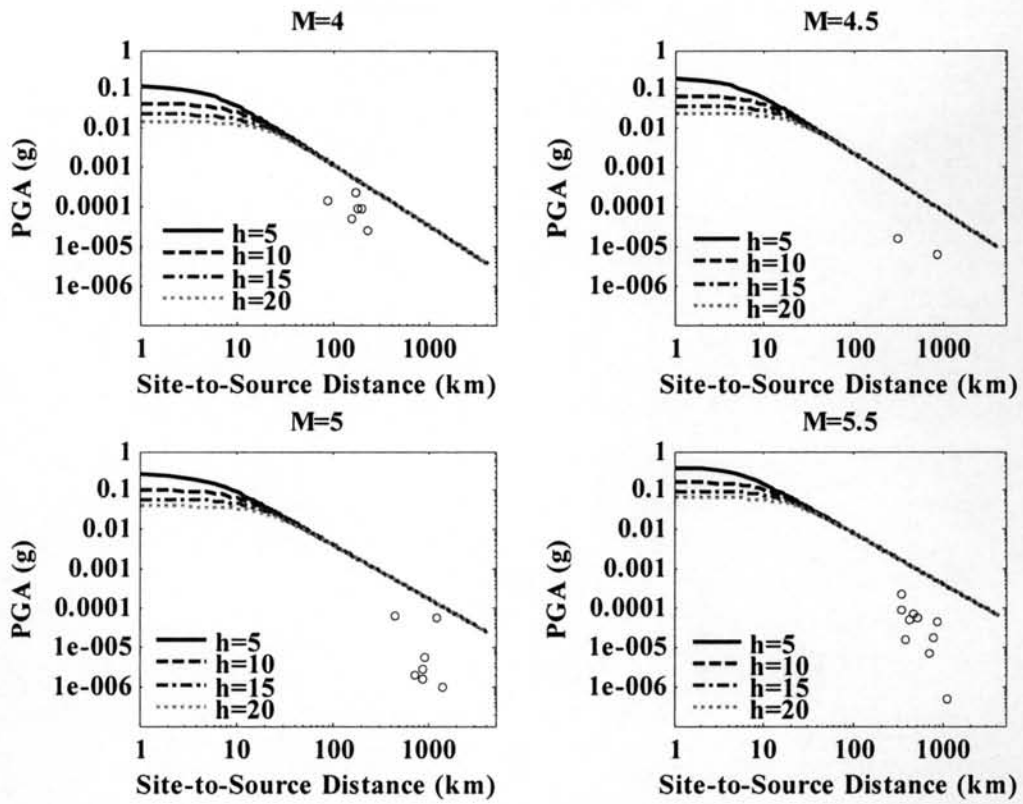 M=4
1
0.1
0.01
0.001
0.0001
1e-005
1e-006
PGA (g)
h=5
h=10
h=15
h=20
1 10 100 1000
Site-to-Source Distance (km)
M=4.5
1
0.1
0.01
0.001
0.0001
1e-005
1e-006
PGA (g)
h=5
h=10
h=15
h=20
1 10 100 1000
Site-to-Source Distance (km)
M=5
1
0.1
0.01
0.001
0.0001
1e-005
1e-006
PGA (g)
h=5
h=10
h=15
h=20
1 10 100 1000
Site-to-Source Distance (km)
M=5.5
1
0.1
0.01
0.001
0.0001
1e-005
1e-006
PGA (g)
h=5
h=10
h=15
h=20
1 10 100 1000
Site-to-Source Distance (km)